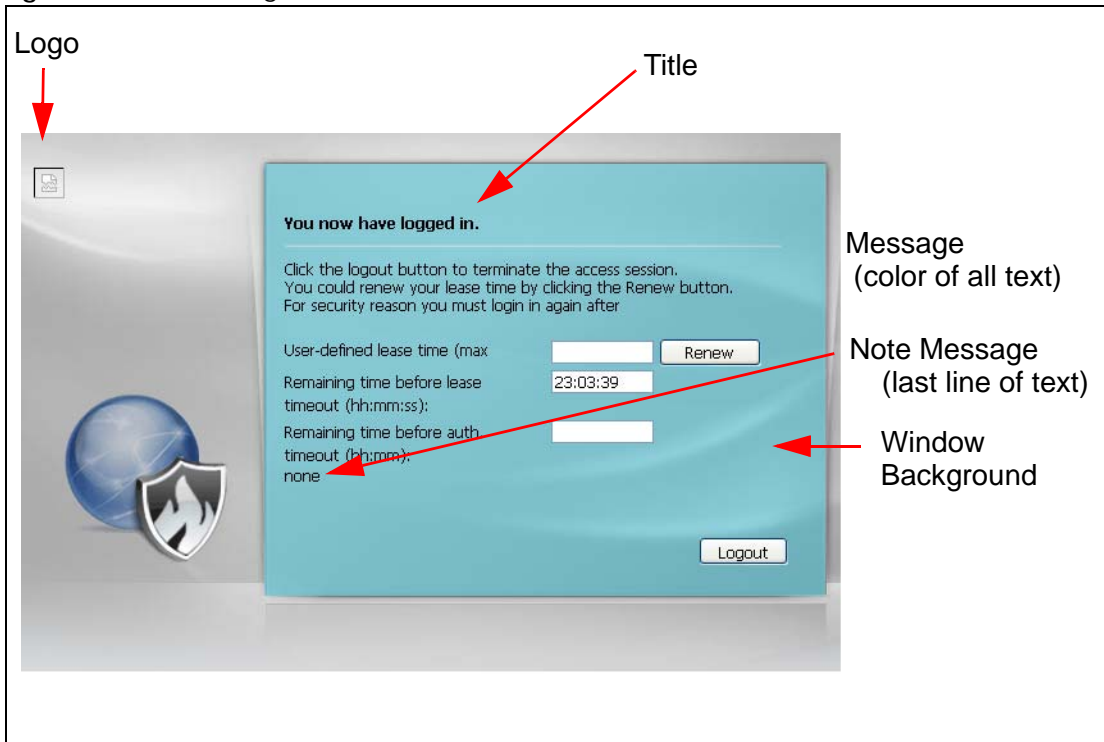 Logo
Title
You now have logged in.
Click the logout button to terminate the access session.
You could renew your lease time by clicking the Renew button.
For security reason you must login in again after
Message
(color of all text)
User-defined lease time (max
Renew
Note Message
(last line of text)
Remaining time before lease
timeout (hh:mm:ss):
23:03:39
Remaining time before auth
timeout (hh:mm):
none
Window
Background
Logout